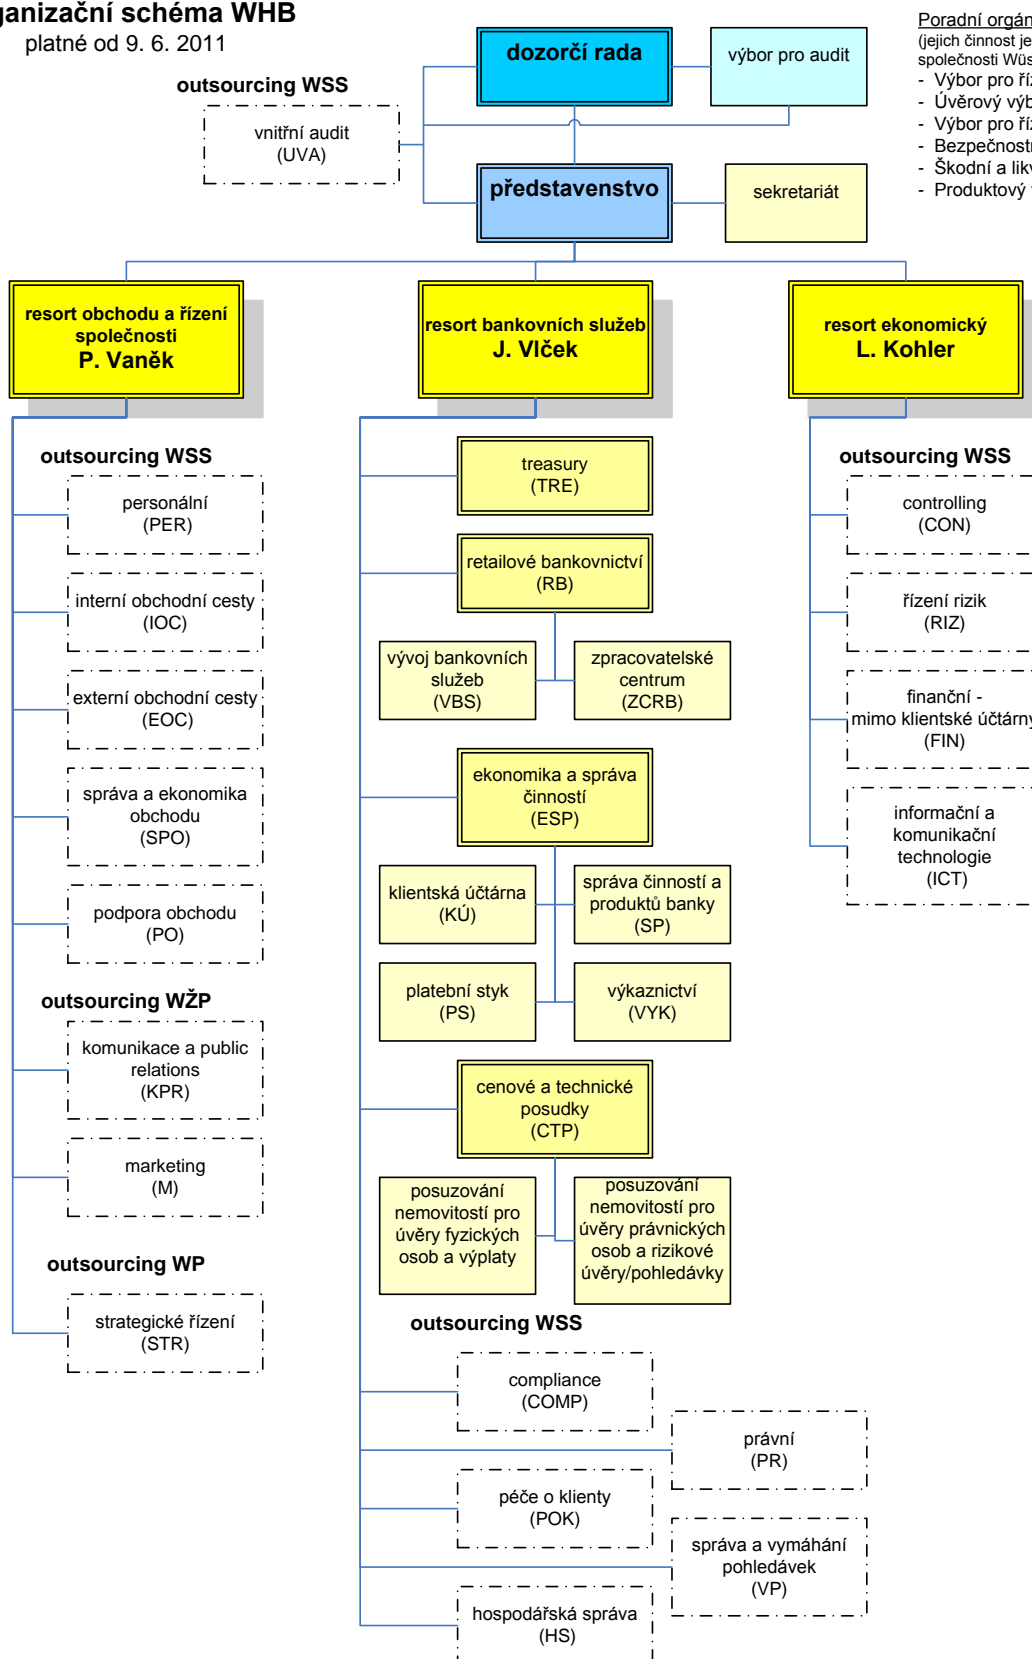 ganizační schéma WHB
platné od 9. 6. 2011
Poradní orgán
(jejich činnost je
společnosti Wüs
- Výbor pro říz
- Úvěrový výb
- Výbor pro říz
- Bezpečnostn
- Škodní a likv
- Produktový v
dozorčí rada
výbor pro audit
outsourcing WSS
vnitřní audit
(UVA)
představenstvo
sekretariát
resort obchodu a řízení
společnosti
P. Vaněk
resort bankovních služeb
J. Vlček
resort ekonomický
L. Kohler
outsourcing WSS
personální
(PER)
interní obchodní cesty
(IOC)
externí obchodní cesty
(EOC)
správa a ekonomika
obchodu
(SPO)
podpora obchodu
(PO)
outsourcing WŽP
komunikace a public
relations
(KPR)
marketing
(M)
outsourcing WP
strategické řízení
(STR)
treasury
(TRE)
retailové bankovnictví
(RB)
vývoj bankovních
služeb
(VBS)
zpracovatelské
centrum
(ZCRB)
ekonomika a správa
činností
(ESP)
klientská účtárna
(KÚ)
správa činností a
produktů banky
(SP)
platební styk
(PS)
výkaznictví
(VYK)
cenové a technické
posudky
(CTP)
posuzování
nemovitostí pro
úvěry fyzických
osob a výplaty
posuzování
nemovitostí pro
úvěry právnických
osob a rizikové
úvěry/pohledávky
outsourcing WSS
compliance
(COMP)
právní
(PR)
péče o klienty
(POK)
správa a vymáhání
pohledávek
(VP)
hospodářská správa
(HS)
outsourcing WSS
controlling
(CON)
řízení rizik
(RIZ)
finanční -
mimo klientské účtárny
(FIN)
informační a
komunikační
technologie
(ICT)